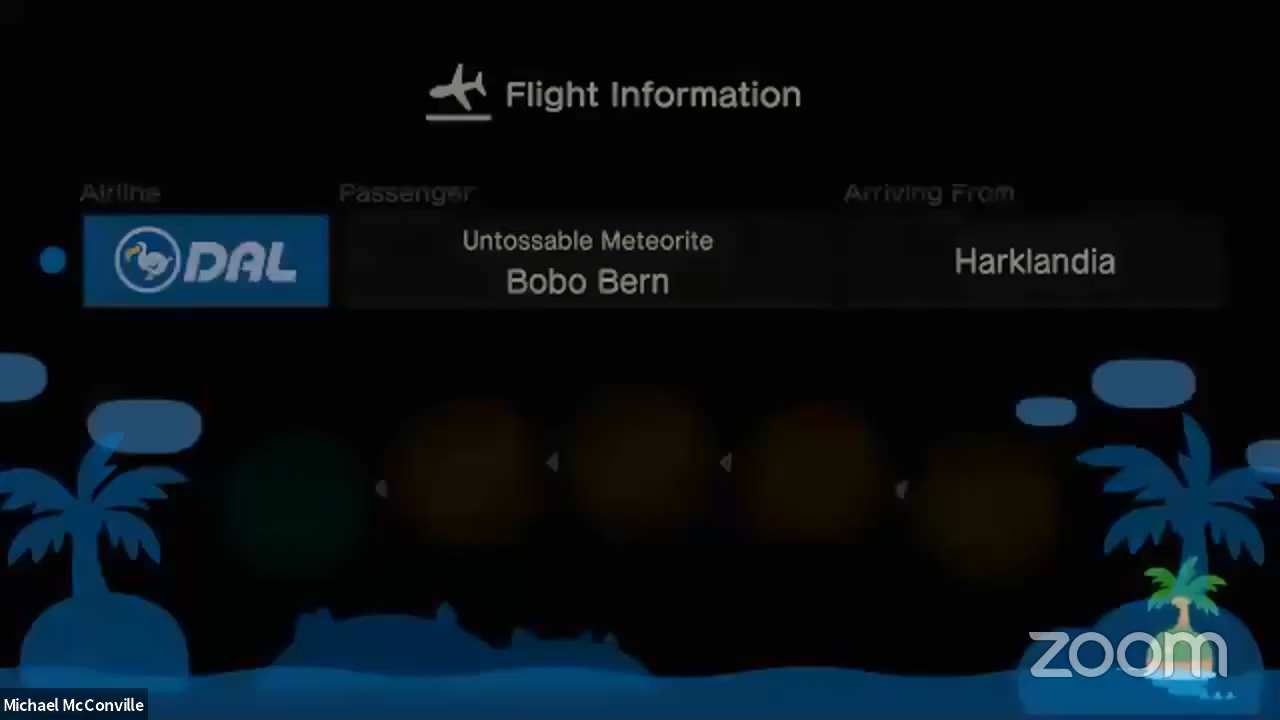 Flight Information
Airline
Passenger
Arriving From
DAL
Untossable Meteorite
Bobo Bern
Harklandia
zoom
Michael McConville